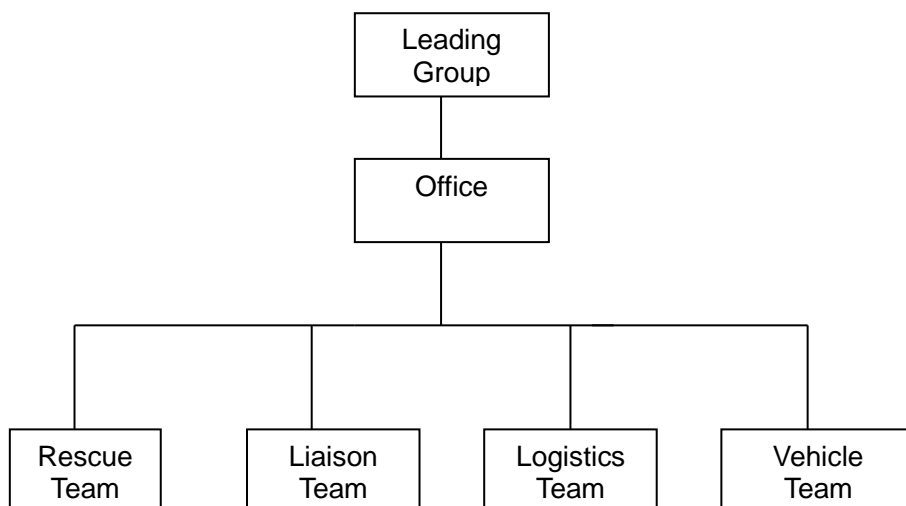 Leading
Group
Office
Rescue
Team
Liaison
Team
Logistics
Team
Vehicle
Team